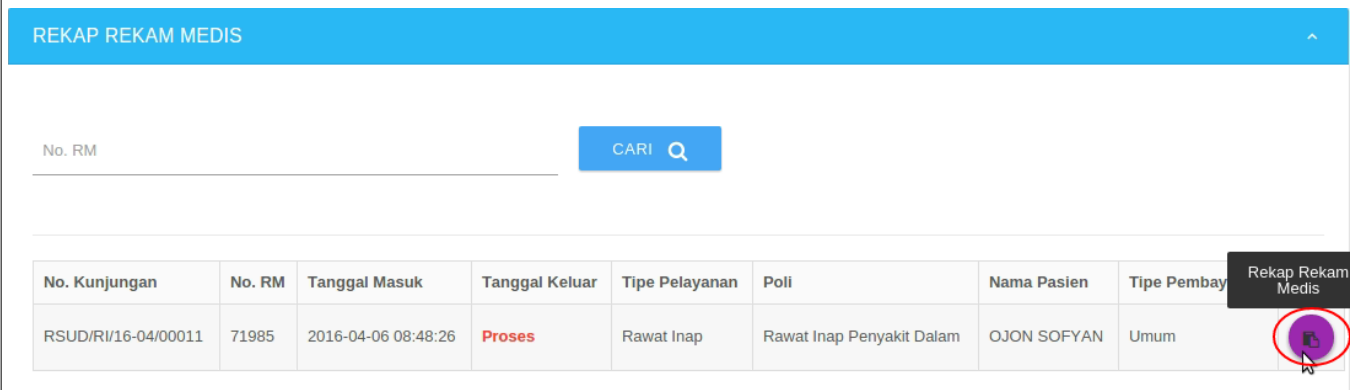 REKAP REKAM MEDIS
No. RM
CARI
Rekap Rekam
Medis
No. Kunjungan No. RM Tanggal Masuk Tanggal Keluar Tipe Pelayanan Poli Nama Pasien Tipe Pembay
RSUD/RI/16-04/00011 71985 2016-04-06 08:48:26 Proses Rawat Inap Rawat Inap Penyakit Dalam OJON SOFYAN Umum